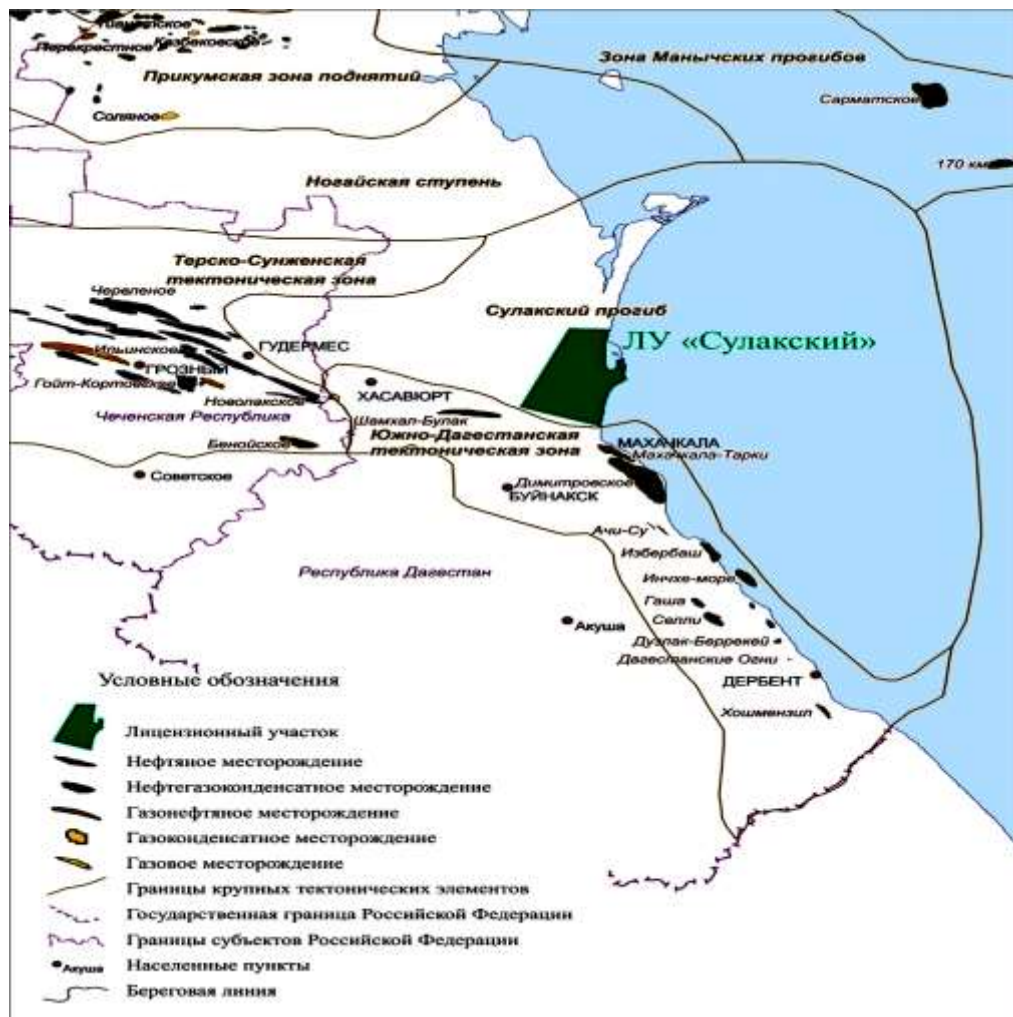 Перекрестное
Казбековское
Прикумская зона поднятий
Зона Манычских прогибов
Сарматское
Соляное
170 км
Ногайская ступень
Терско-Сунженская
тектоническая зона
Червленое
Сулакский прогиб
ЛУ «Сулакский»
Ильинское
ГУДЕРМЕС
ГРОЗНЫЙ
Гойт-Кортовское
ХАСАВЮРТ
Новолакское
Чеченская Республика
Шамхал-Булак
Южно-Дагестанская
тектоническая зона
МАХАЧКАЛА
Махачкала-Тарки
Бенойское
Советское
Димитровское
БУЙНАКСК
Ачи-Су
Избербаш
Республика Дагестан
Инчхе-море
Гаша
Селли
Акуша
Дузлак-Беррекей
Дагестанские Огни
ДЕРБЕНТ
Хошмензил
Условные обозначения
Лицензионный участок
Нефтяное месторождение
Нефтегазоконденсатное месторождение
Газонефтяное месторождение
Газоконденсатное месторождение
Газовое месторождение
Границы крупных тектонических элементов
Государственная граница Российской Федерации
Границы субъектов Российской Федерации
Акуша
Населенные пункты
Береговая линия